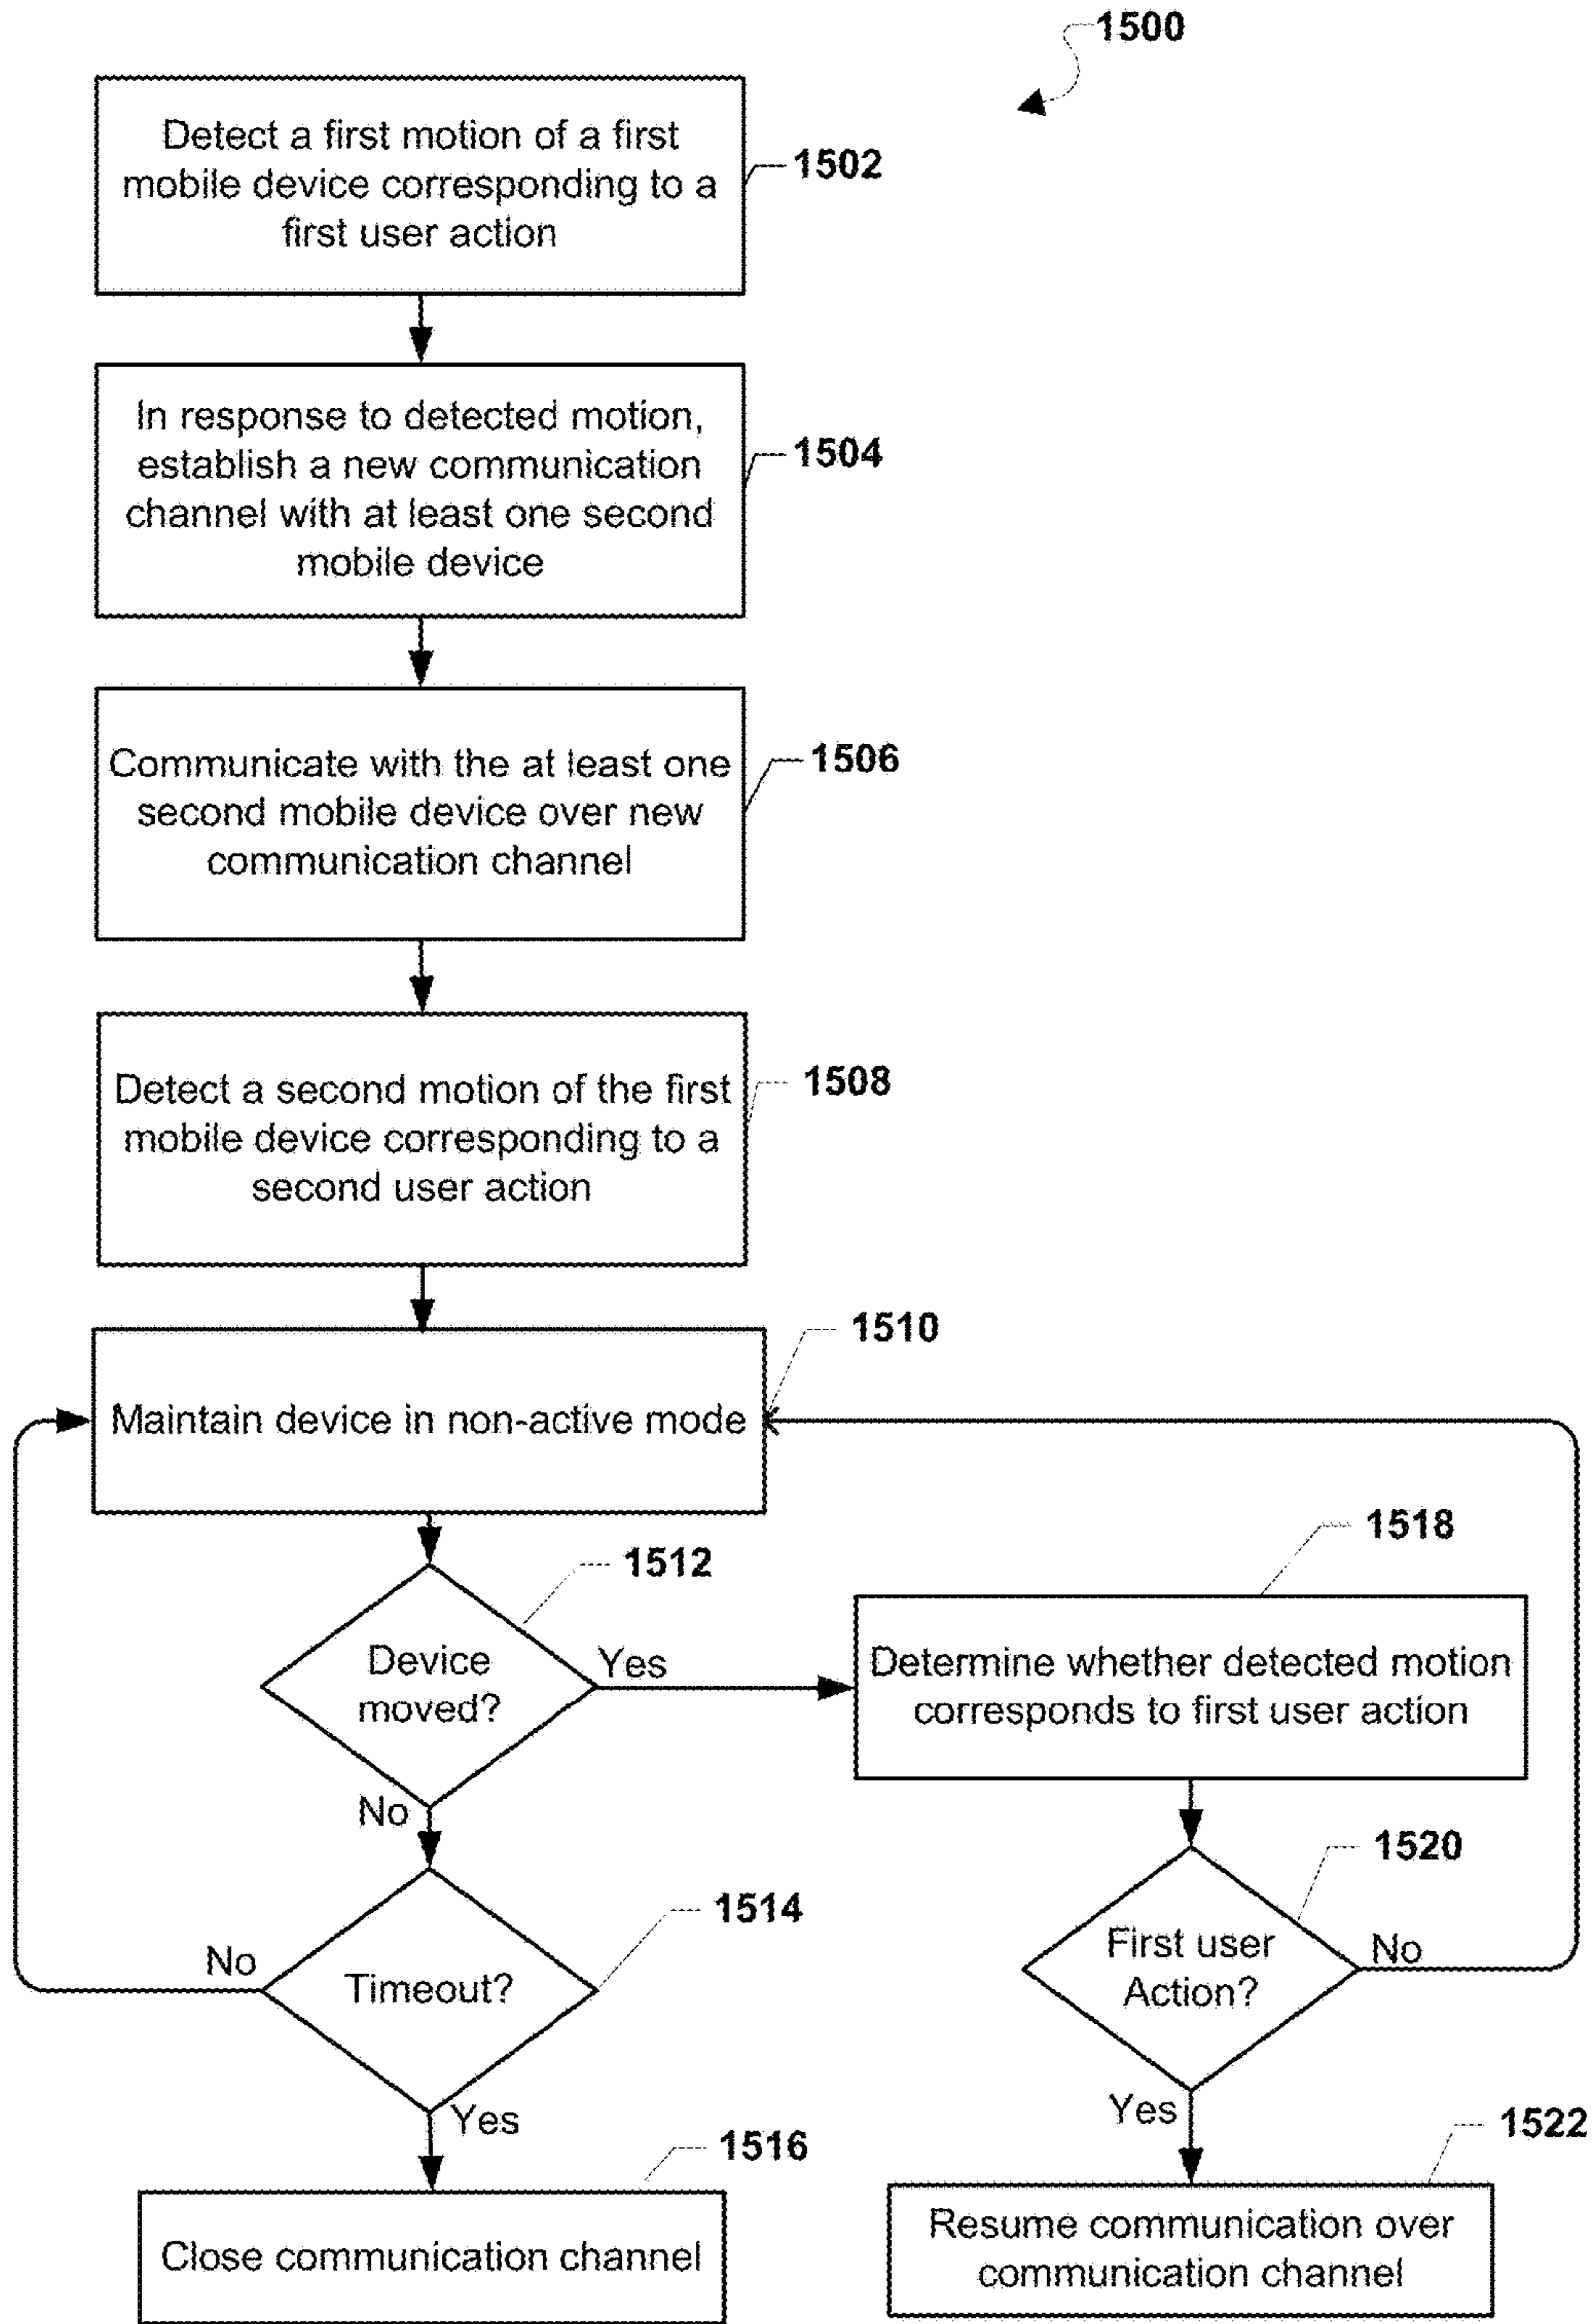 1500
Detect a first motion of a first
mobile device corresponding to a
first user action
1502
In response to detected motion,
establish a new communication
channel with at least one second
mobile device
1504
Communicate with the at least one
second mobile device over new
communication channel
1506
Detect a second motion of the first
mobile device corresponding to a
second user action
1508
Maintain device in non-active mode
1510
Device
moved?
1512
Yes
No
Determine whether detected motion
corresponds to first user action
1518
Timeout?
1514
No
Yes
First user
Action?
1520
No
Yes
Close communication channel
1516
Resume communication over
communication channel
1522